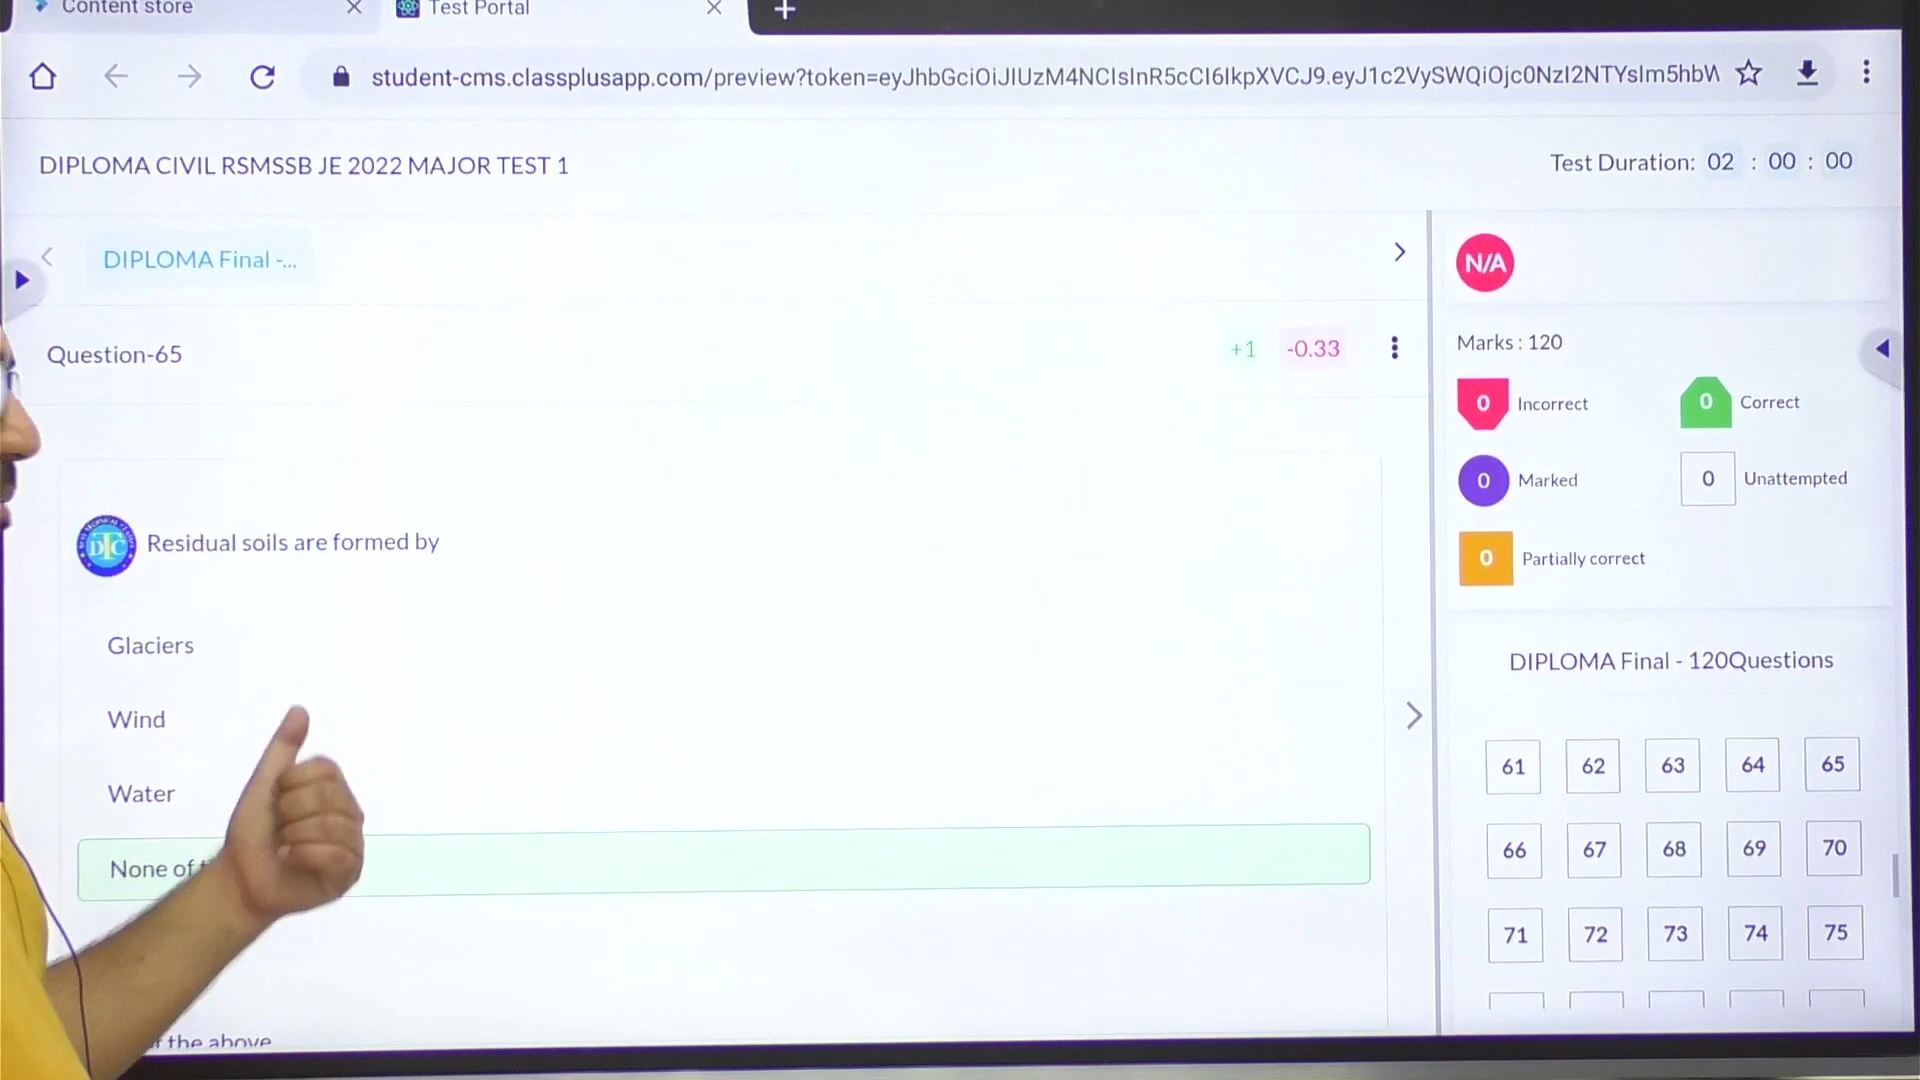 Content store
Test Portal
student-cms.classplusapp.com/preview?token=
DIPLOMA CIVIL RSMSSB JE 2022 MAJOR TEST 1
Test Duration: 02 : 00 : 00
DIPLOMA Final -...
N/A
Question-65
+1 -0.33
Marks : 120
0 Incorrect
0 Correct
0 Marked
0 Unattempted
0 Partially correct
DTC
Residual soils are formed by
Glaciers
Wind
Water
None of
the above
DIPLOMA Final - 120Questions
61 62 63 64 65
66 67 68 69 70
71 72 73 74 75